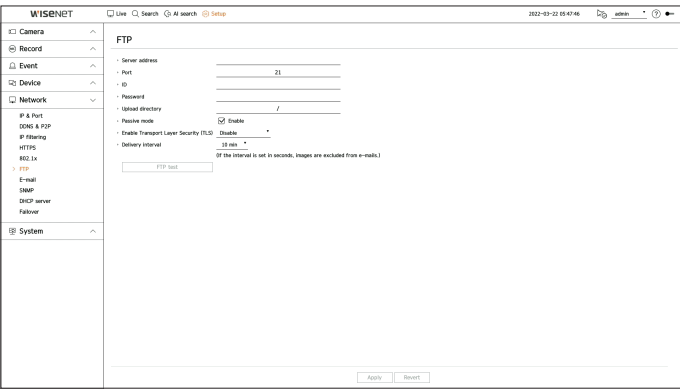 WISENET
Live Search AI search Setup 2022-03-22 05:47:46 admin ?
Camera
Record
Event
Device
Network
IP & Port
DDNS & P2P
IP filtering
HTTPS
802.1x
> FTP
E-mail
SNMP
DHCP server
Failover
System
FTP
Server address
Port 21
ID
Password
Upload directory /
Passive mode Enable
Enable Transport Layer Security (TLS) Disable
Delivery interval 10 min
(If the interval is set in seconds, images are excluded from e-mails.)
FTP test
Apply Revert